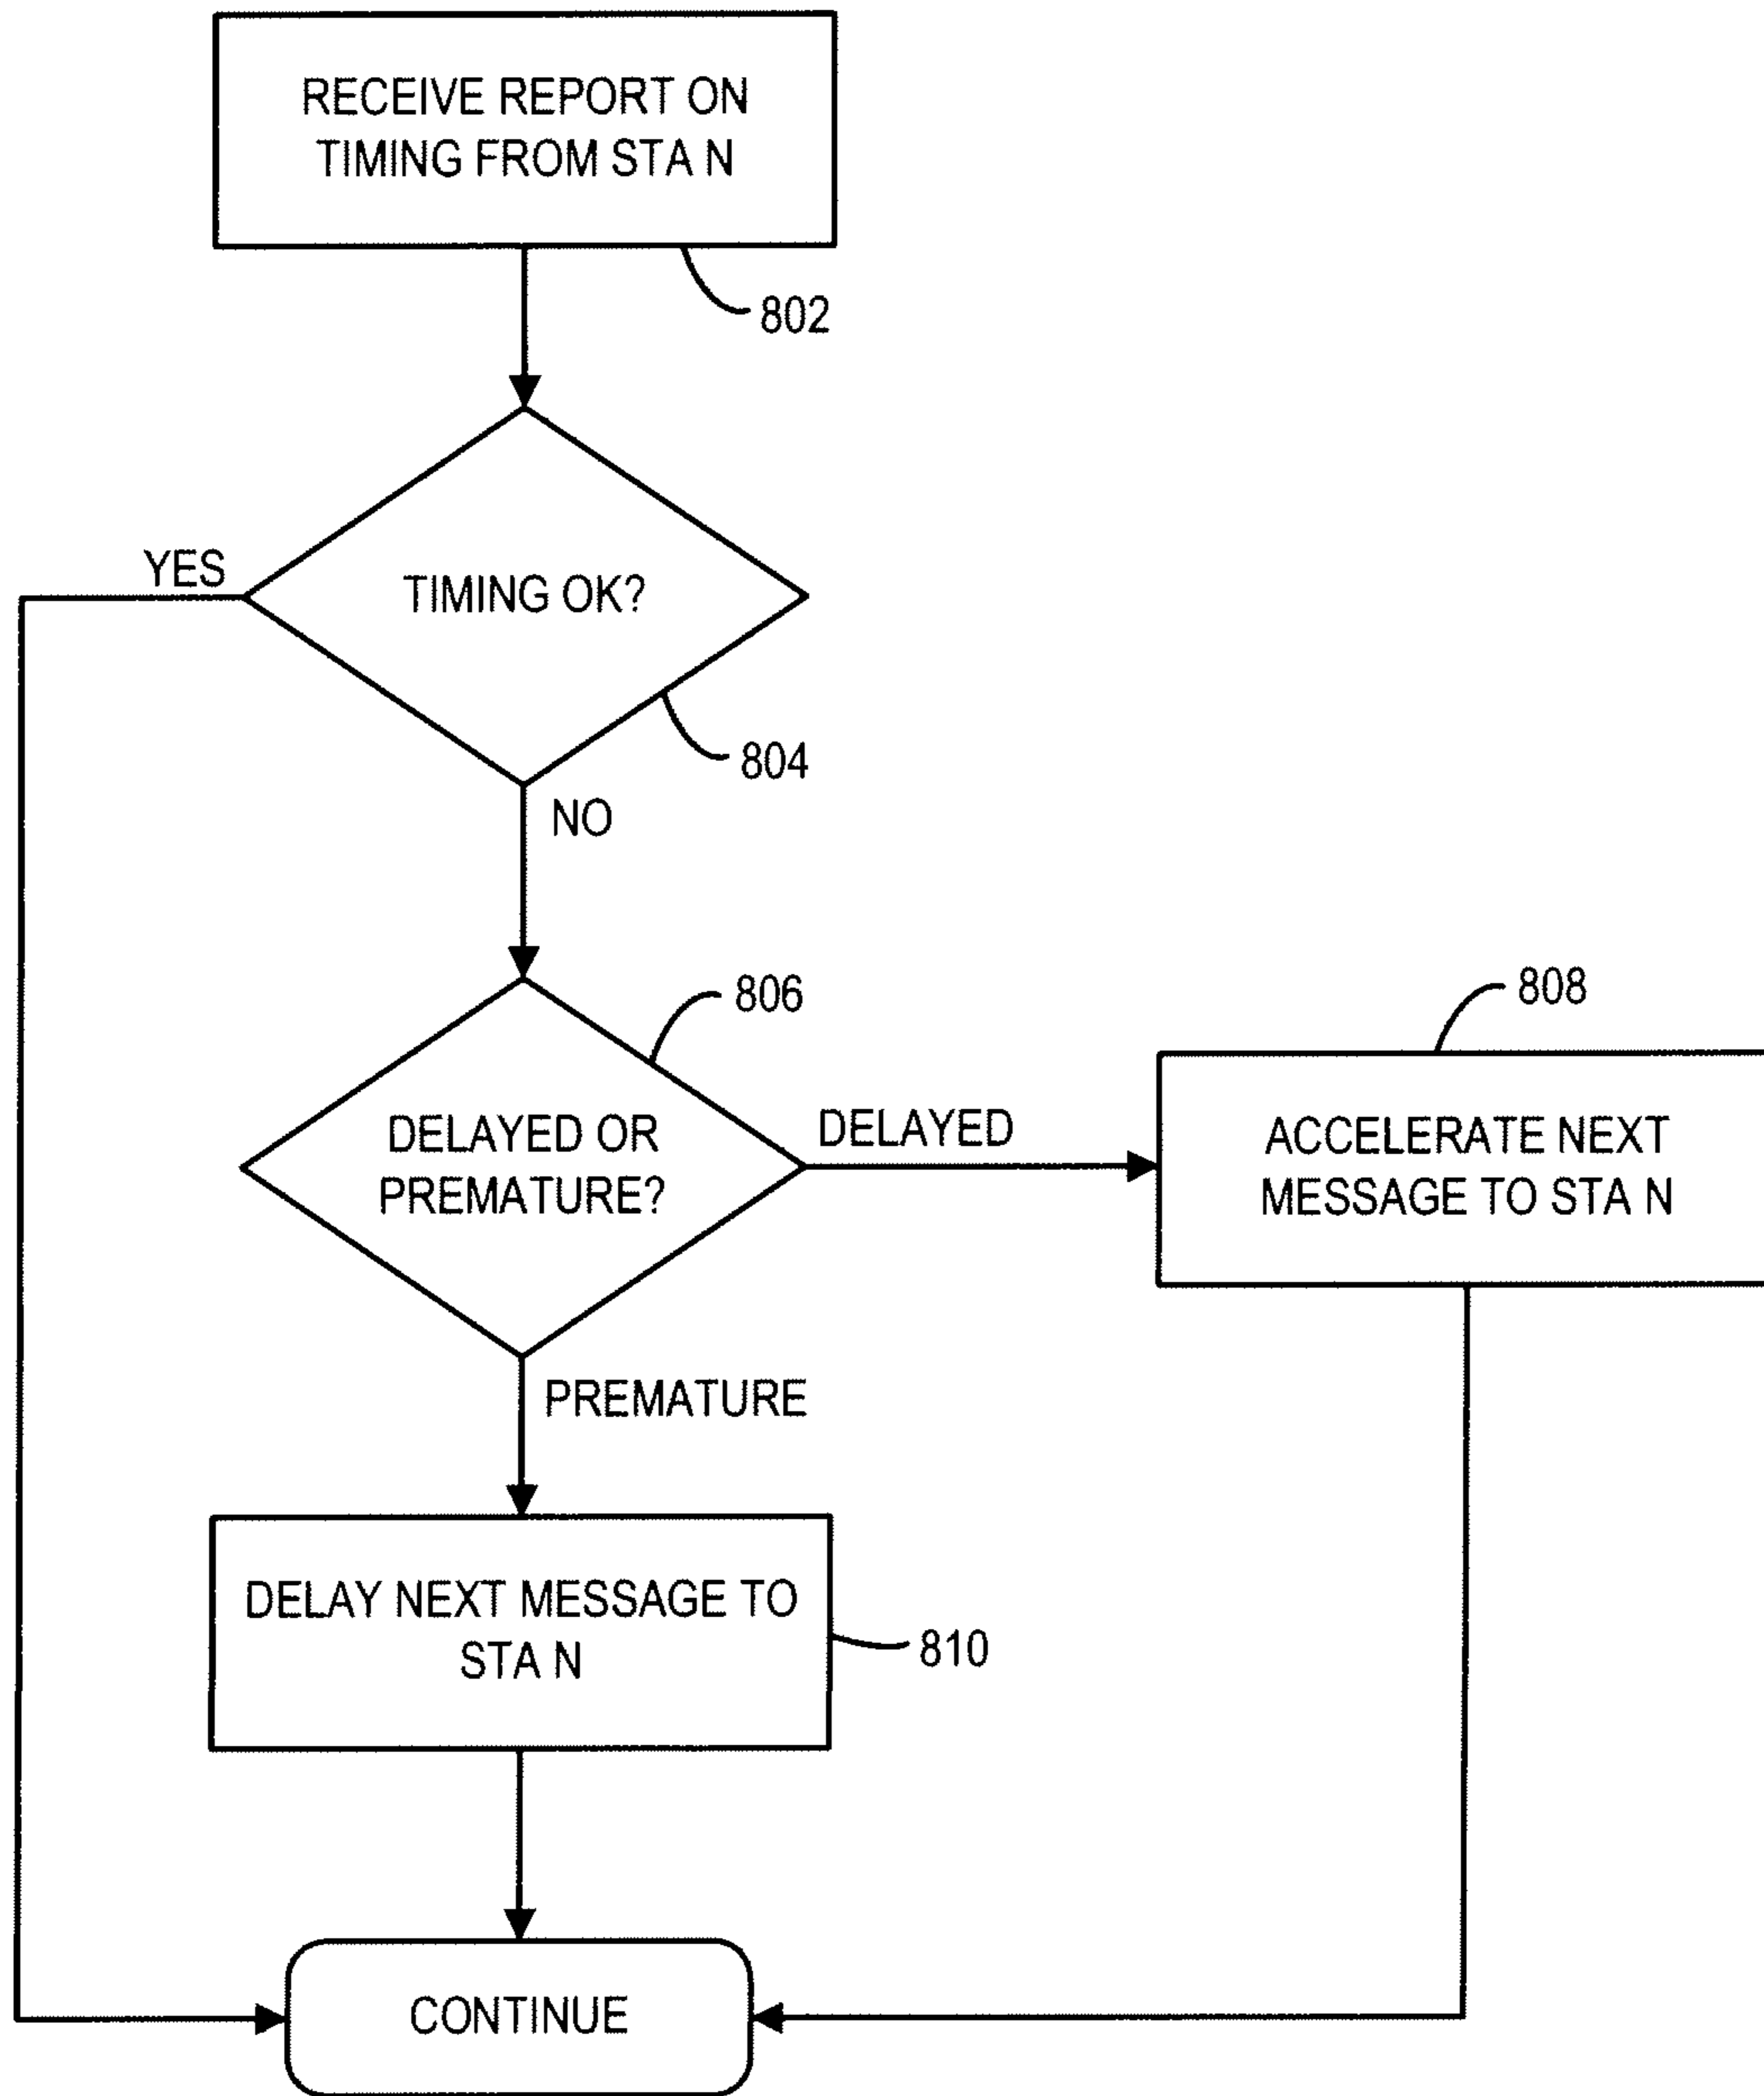 RECEIVE REPORT ON
TIMING FROM STA N
802
YES
TIMING OK?
804
NO
806
808
DELAYED OR
PREMATURE?
DELAYED
ACCELERATE NEXT
MESSAGE TO STA N
PREMATURE
DELAY NEXT MESSAGE TO
STA N
810
CONTINUE